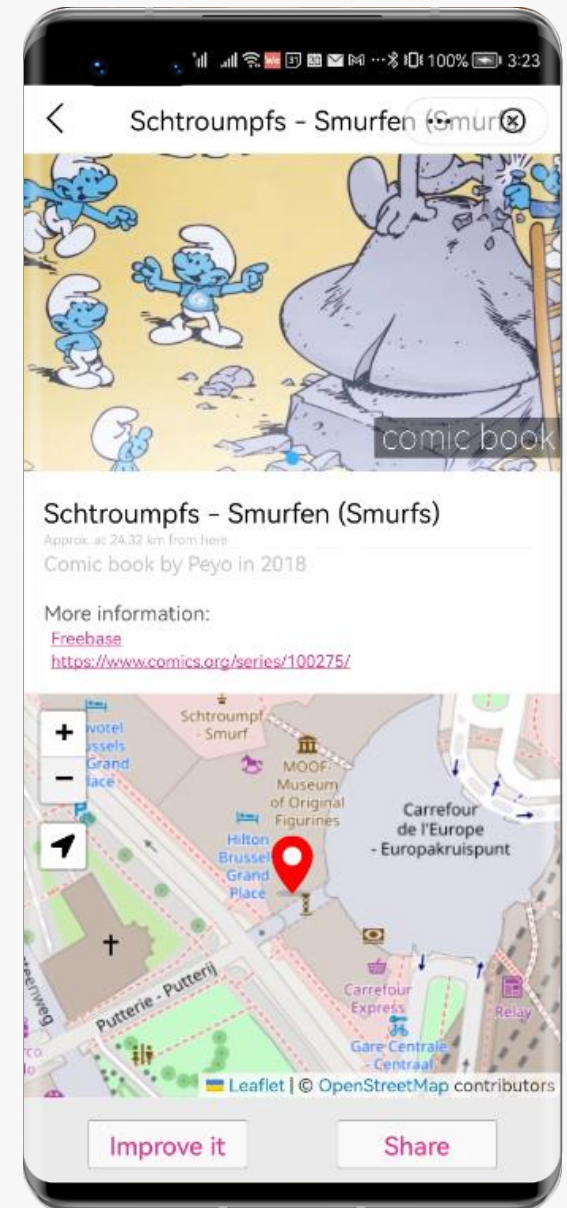 100% 3:23
Schtroumpfs - Smurfen (Smurfs)
comic book
Schtroumpfs - Smurfen (Smurfs)
Approx. at 24.32 km from here
Comic book by Peyo in 2018
More information:
Freebase
https://www.comics.org/series/100275/
+
−
Schtroumpf
- Smurf
MOOF-
Museum
of Original
Figurines
Hilton
Brussel
Grand
Place
Carrefour
de l'Europe
- Europakruispunt
Putterie - Putterij
Carrefour
Express
Relay
Gare Centrale
- Centraal
Leaflet | © OpenStreetMap contributors
Improve it
Share